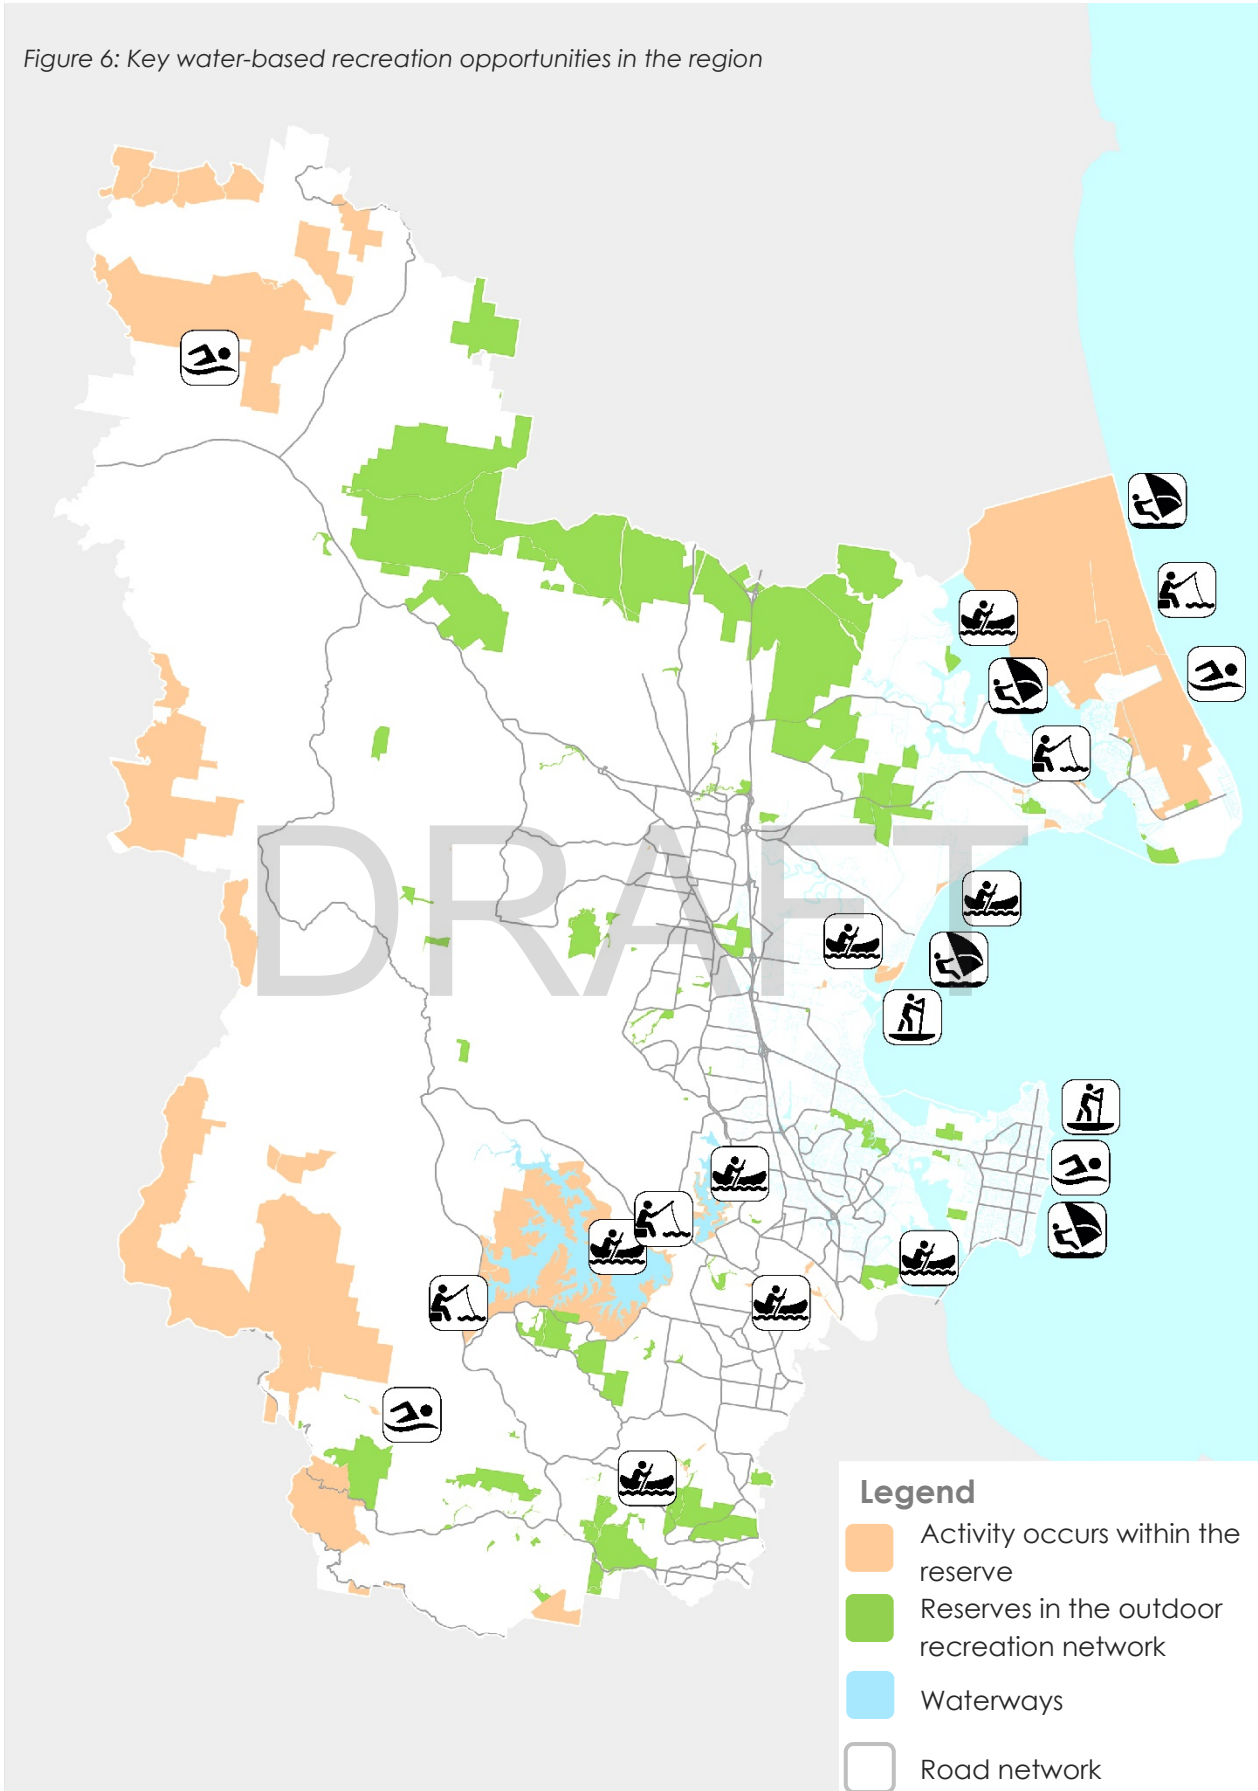 Figure 6: Key water-based recreation opportunities in the region
DRAFT
Legend
Activity occurs within the
reserve
Reserves in the outdoor
recreation network
Waterways
Road network